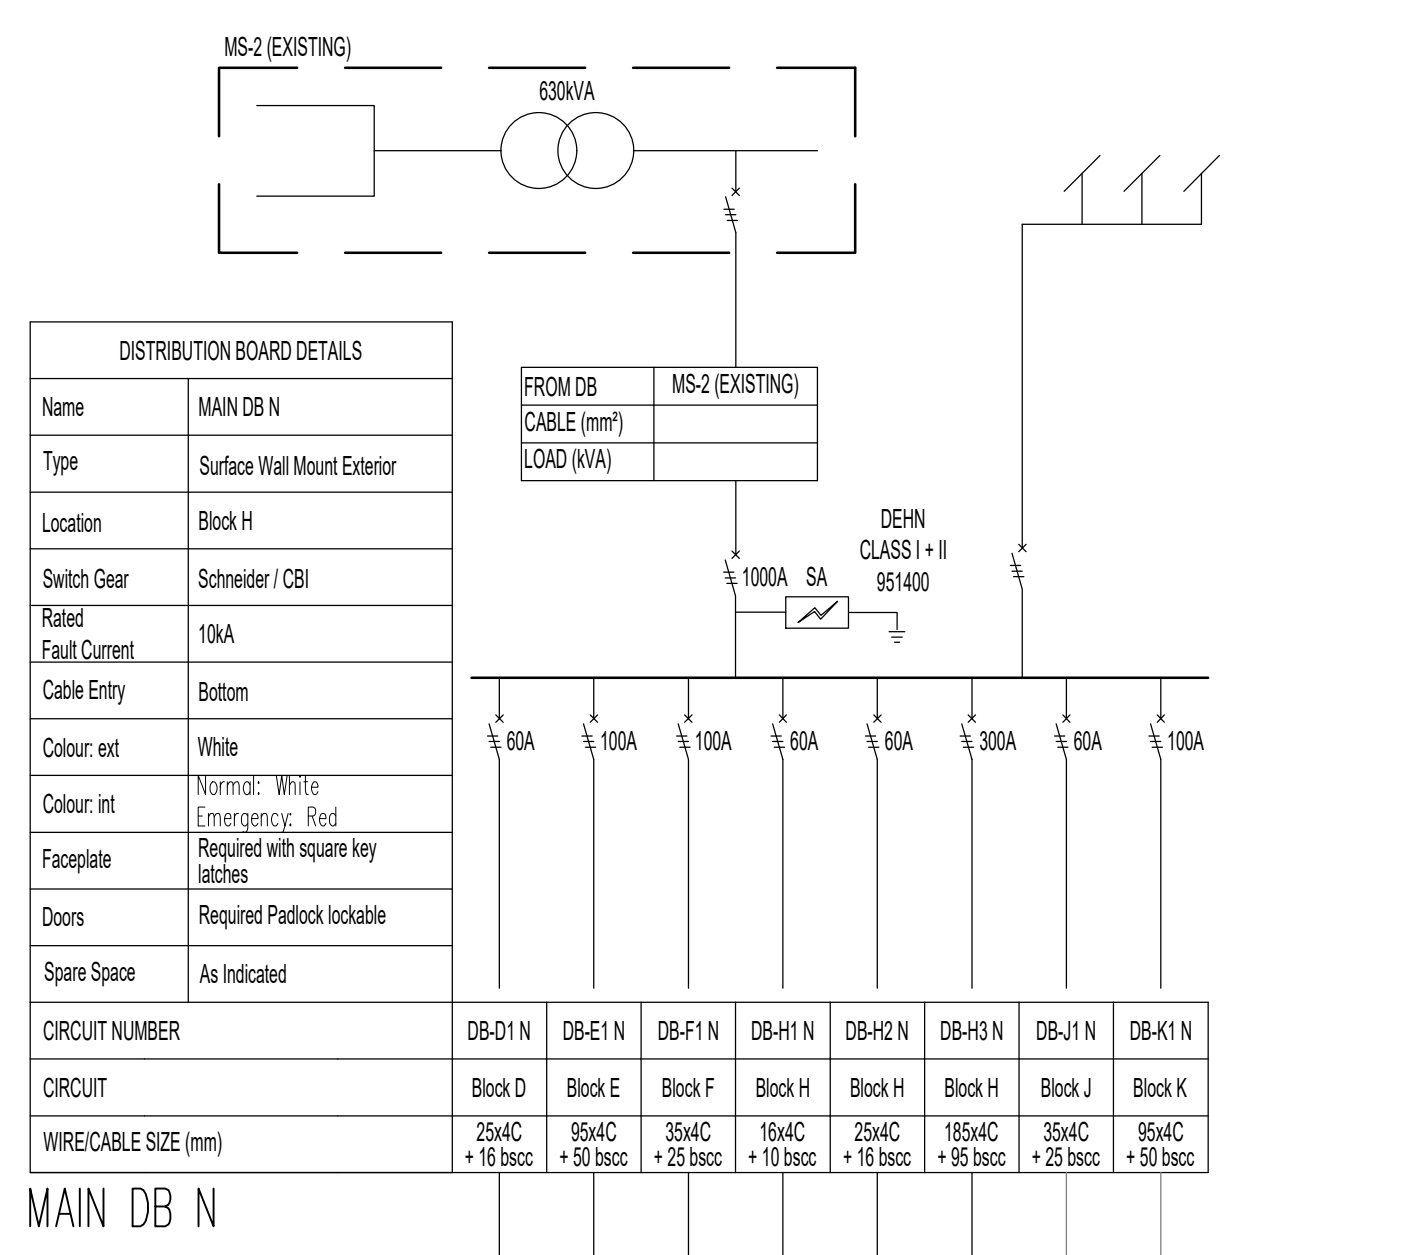 MS-2 (EXISTING)
630kVA
DISTRIBUTION BOARD DETAILS
Name MAIN DB N
Type Surface Wall Mount Exterior
Location Block H
Switch Gear Schneider / CBI
Rated
Fault Current 10kA
Cable Entry Bottom
Colour: ext White
Colour: int Normal: White
Emergency: Red
Faceplate Required with square key
latches
Doors Required Padlock lockable
Spare Space As Indicated
FROM DB MS-2 (EXISTING)
CABLE (mm²)
LOAD (kVA)
DEHN
CLASS I + II
951400
1000A SA
60A 100A 100A 60A 60A 300A 60A 100A
CIRCUIT NUMBER DB-D1 N DB-E1 N DB-F1 N DB-H1 N DB-H2 N DB-H3 N DB-J1 N DB-K1 N
CIRCUIT Block D Block E Block F Block H Block H Block H Block J Block K
WIRE/CABLE SIZE (mm) 25x4C 95x4C 35x4C 16x4C 25x4C 185x4C 35x4C 95x4C
+ 16 bscc + 50 bscc + 25 bscc + 10 bscc + 16 bscc + 95 bscc + 25 bscc + 50 bscc
MAIN DB N